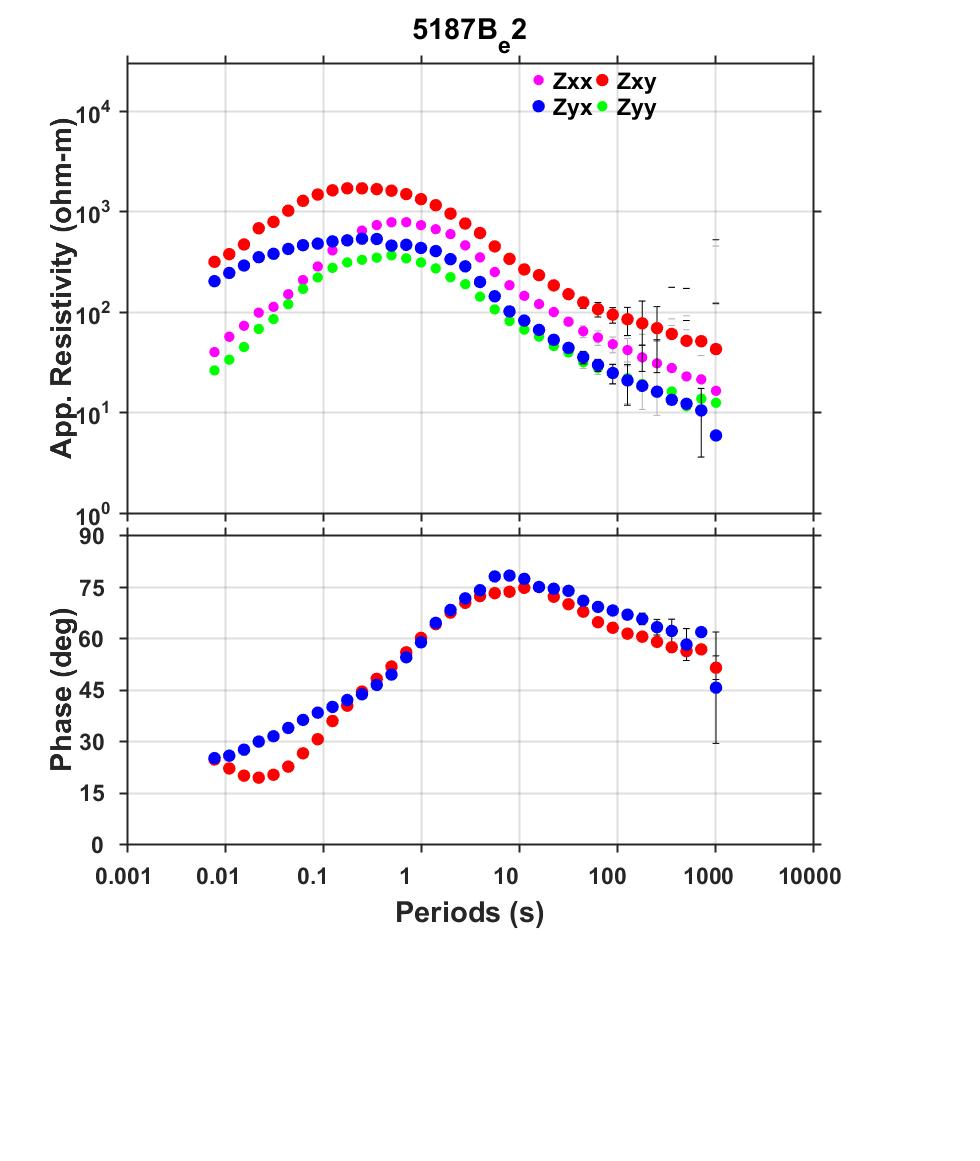 5187Be2
Zxx Zxy
Zyx Zyy
App. Resistivity (ohm-m)
10^4
10^3
10^2
10^1
10^0
Phase (deg)
90
75
60
45
30
15
0
0.001 0.01 0.1 1 10 100 1000 10000
Periods (s)